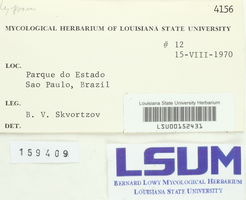 4156
MYCOLOGICAL HERBARIUM OF LOUISIANA STATE UNIVERSITY
# 12
15-VIII-1970
LOC.
Parque do Estado
Sao Paulo, Brazil
LEG.
B. V. Skvortzov
DET.
Louisiana State University Herbarium
LSU00152431
159409
LSUM
BERNARD LOWY MYCOLOGICAL HERBARIUM
LOUISIANA STATE UNIVERSITY